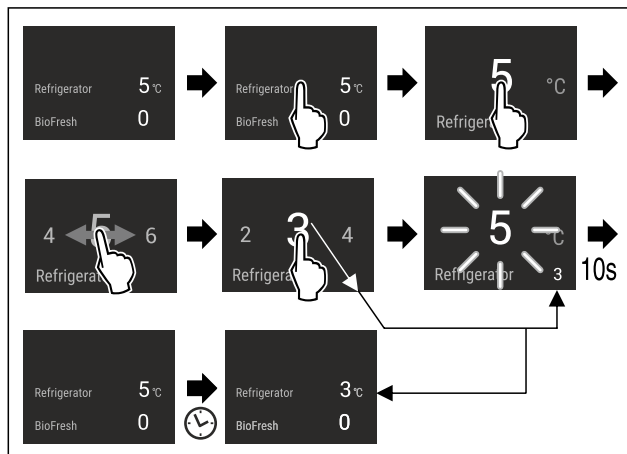 Refrigerator 5 °C
BioFresh 0
Refrigerator 5 °C
BioFresh 0
5 °C
Refriger
4 5 6
Refrigerat
2 3 4
Refrigera
5 °C
Refrigerator 3
10s
Refrigerator 5 °C
BioFresh 0
Refrigerator 3 °C
BioFresh 0